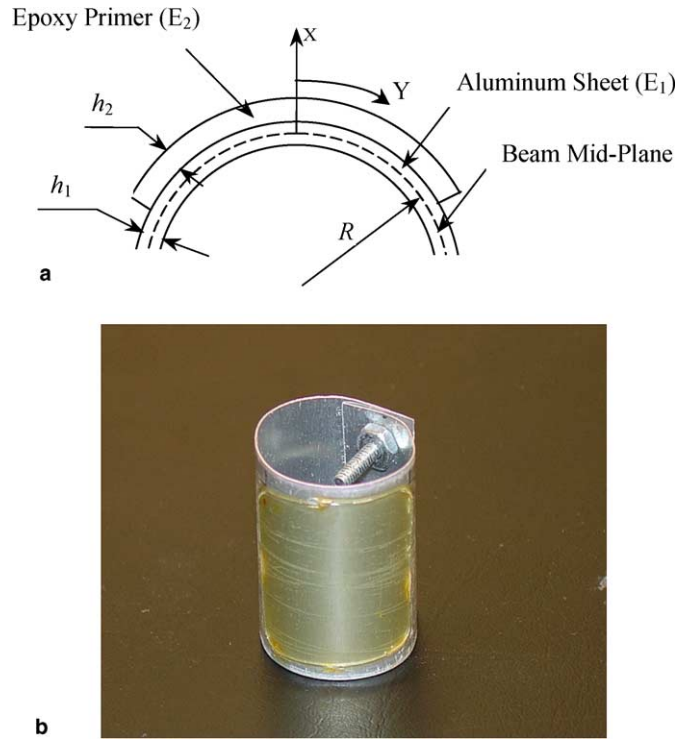 Epoxy Primer (E₂)
X
Y
Aluminum Sheet (E₁)
h₂
Beam Mid-Plane
h₁
R
a
b